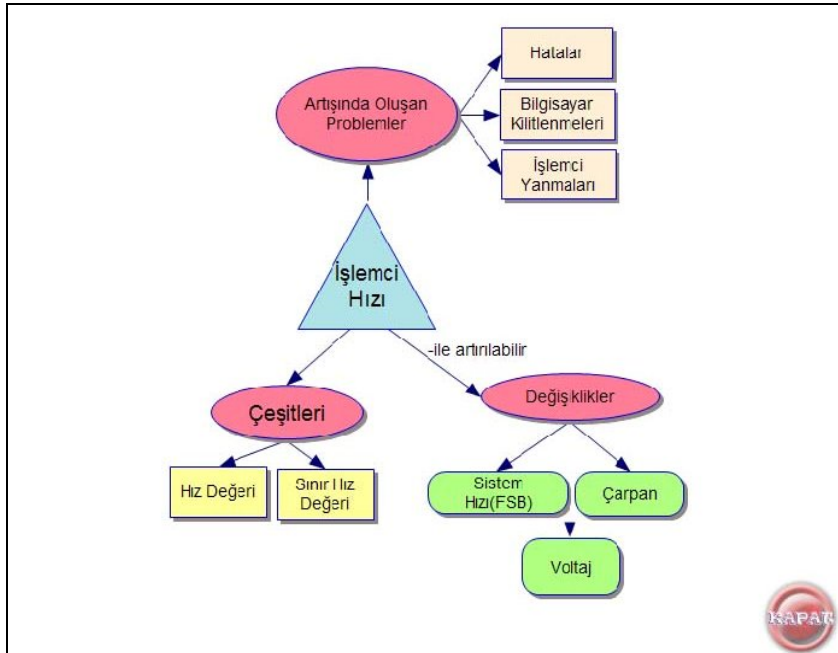 Hatalar
Artışında Oluşan
Problemler
Bilgisayar
Kilitlenmeleri
İşlemci
Yanmaları
İşlemci
Hızı
-ile artırılabilir
Çeşitleri
Değişiklikler
Hız Değeri
Sınır Hız
Değeri
Sistem
Hızı(FSB)
Çarpan
Voltaj
KAPAT